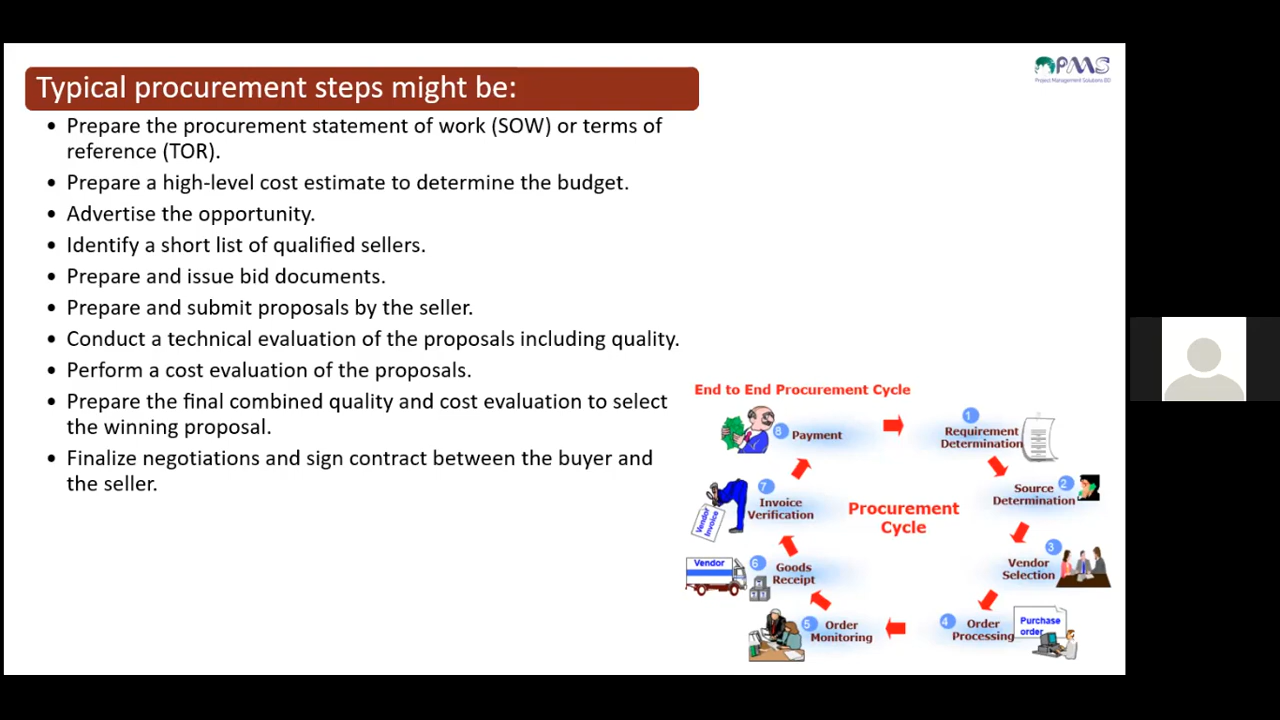 Typical procurement steps might be:
PMS
Project Management Solutions
• Prepare the procurement statement of work (SOW) or terms of
reference (TOR).
• Prepare a high-level cost estimate to determine the budget.
• Advertise the opportunity.
• Identify a short list of qualified sellers.
• Prepare and issue bid documents.
• Prepare and submit proposals by the seller.
• Conduct a technical evaluation of the proposals including quality.
• Perform a cost evaluation of the proposals.
• Prepare the final combined quality and cost evaluation to select
the winning proposal.
• Finalize negotiations and sign contract between the buyer and
the seller.
End to End Procurement Cycle
Procurement
Cycle
1
Requirement
Determination
2
Source
Determination
3
Vendor
Selection
4
Order
Processing
Purchase
order
5
Order
Monitoring
6
Goods
Receipt
Vendor
7
Invoice
Verification
Vendor
Invoice
8
Payment